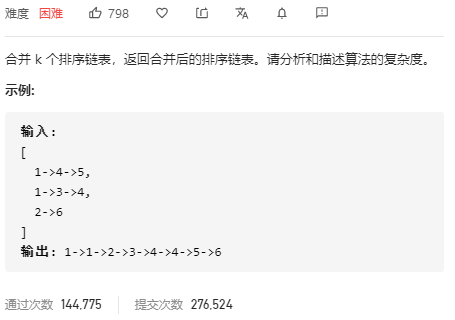 难度 困难 798
合并 k 个排序链表，返回合并后的排序链表。请分析和描述算法的复杂度。
示例:
输入:
[
  1->4->5,
  1->3->4,
  2->6
]
输出: 1->1->2->3->4->4->5->6
通过次数 144,775 提交次数 276,524